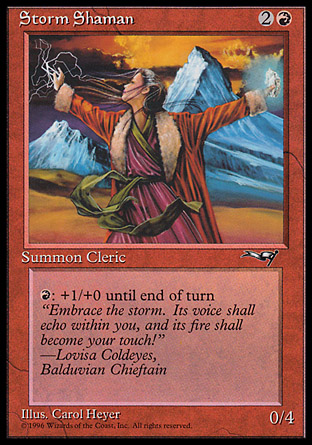 Storm Shaman 2
Summon Cleric
: +1/+0 until end of turn
"Embrace the storm. Its voice shall
echo within you, and its fire shall
become your touch!"
—Lovisa Coldeyes,
Balduvian Chieftain
Illus. Carol Heyer
©1996 Wizards of the Coast, Inc. All rights reserved.
0/4